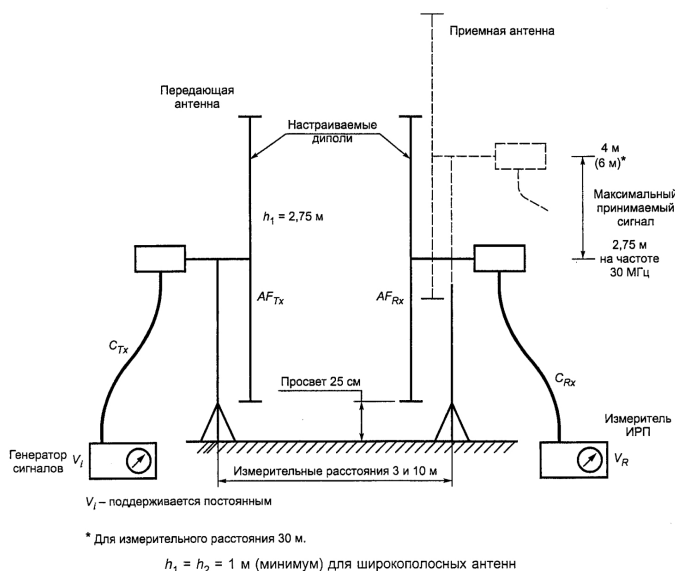 Приемная антенна
Передающая
антенна
Настраиваемые
диполи
4 м
(6 м)*
Максимальный
принимаемый
сигнал
h1 = 2,75 м
2,75 м
на частоте
30 МГц
AFTx
AFRx
CTx
CRx
Просвет 25 см
Генератор
сигналов
Vi
Измеритель
ИРП
VR
Измерительные расстояния 3 и 10 м
Vi – поддерживается постоянным
* Для измерительного расстояния 30 м.
h1 = h2 = 1 м (минимум) для широкополосных антенн